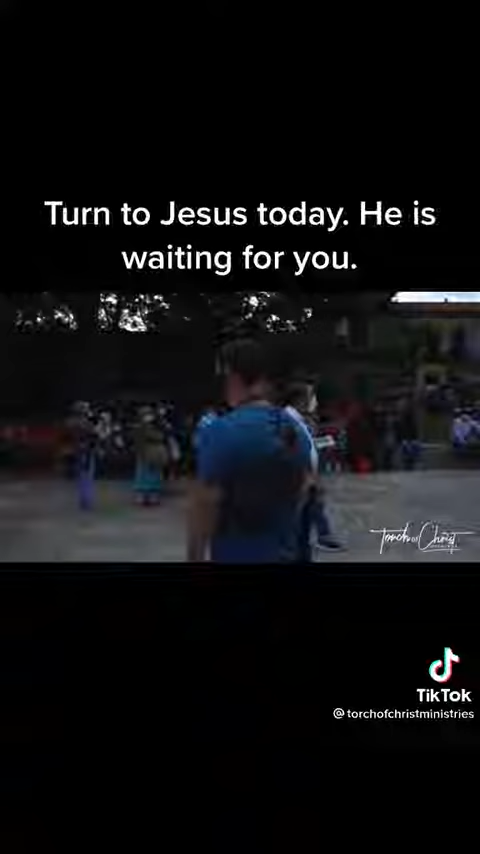 Turn to Jesus today. He is
waiting for you.
Torch of Christ
TikTok
@torchofchristministries